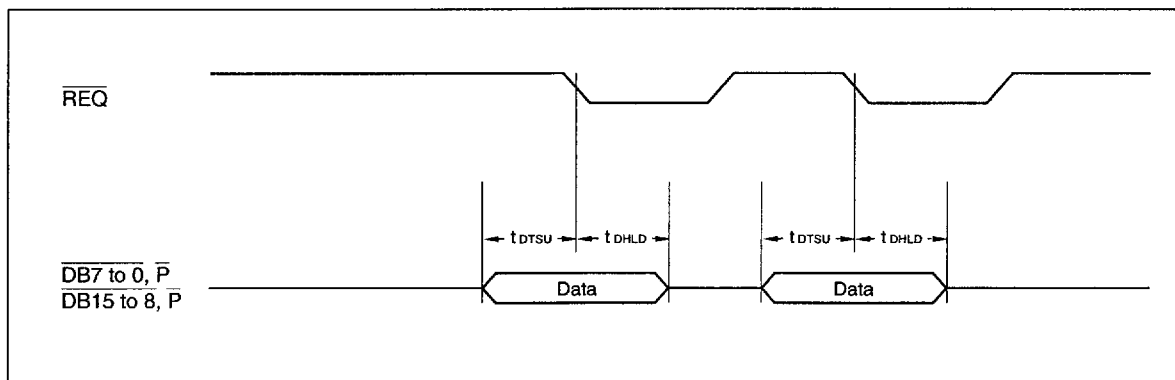 REQ
tDTSU tDHLD tDTSU tDHLD
DB7 to 0, P
DB15 to 8, P
Data Data